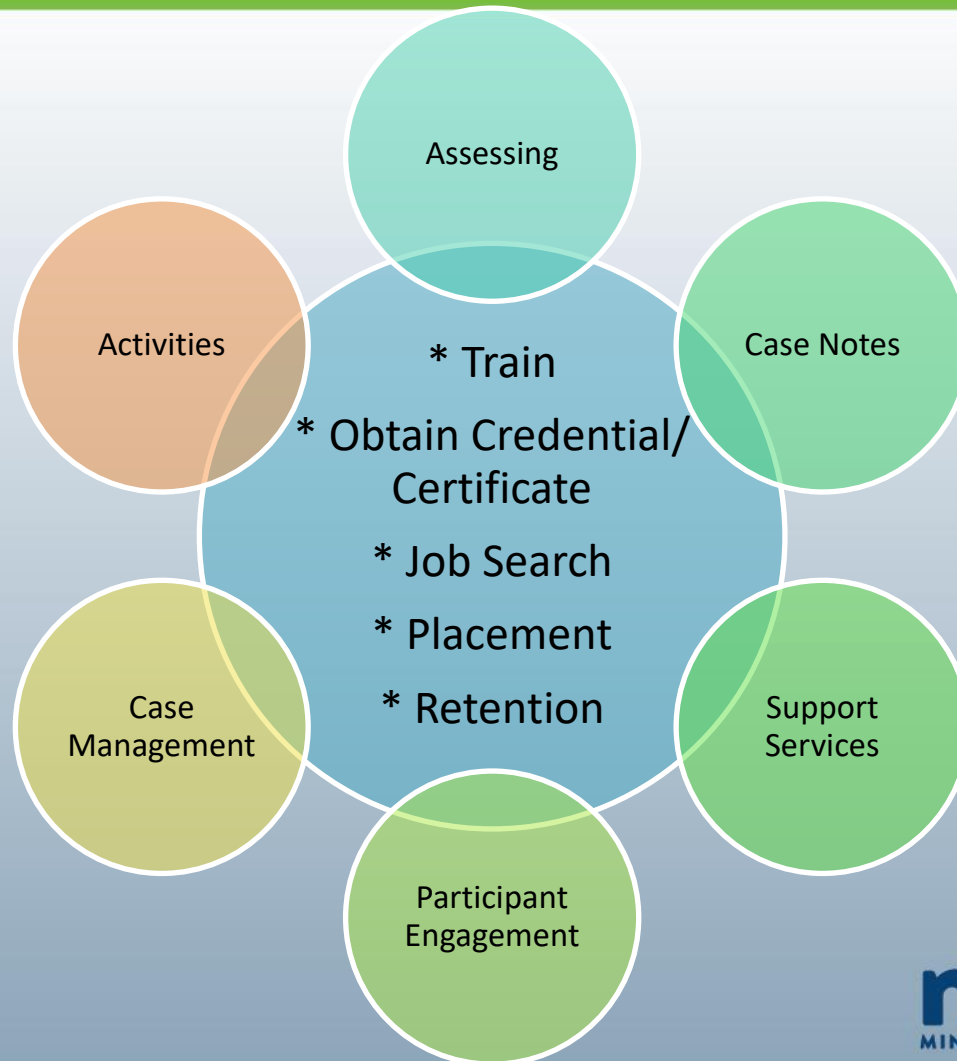 Assessing
Activities
Case Notes
* Train
* Obtain Credential/
Certificate
* Job Search
* Placement
* Retention
Case
Management
Support
Services
Participant
Engagement